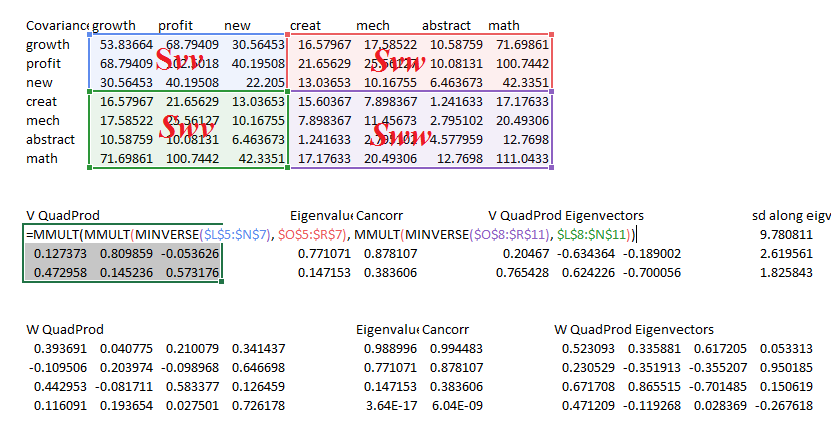 Covariance growth profit new creat mech abstract math
growth 53.83664 68.79409 30.56453 16.57967 17.58522 10.58759 71.69861
profit 68.79409 102.5018 40.19508 21.65629 25.56127 10.08131 100.7442
new 30.56453 40.19508 22.205 13.03653 10.16755 6.463673 42.3351
Svv Svw
creat 16.57967 21.65629 13.03653 15.60367 7.898367 1.241633 17.17633
mech 17.58522 25.56127 10.16755 7.898367 11.45673 2.795102 20.49306
abstract 10.58759 10.08131 6.463673 1.241633 2.795102 4.577959 12.7698
math 71.69861 100.7442 42.3351 17.17633 20.49306 12.7698 111.0433
Swv Sww
V QuadProd Eigenvalue Cancorr V QuadProd Eigenvectors sd along eigv
=MMULT(MMULT(MINVERSE($L$5:$N$7), $O$5:$R$7), MMULT(MINVERSE($O$8:$R$11), $L$8:$N$11)) 9.780811
0.127373 0.809859 -0.053626 0.771071 0.878107 0.20467 -0.634364 -0.189002 2.619561
0.472958 0.145236 0.573176 0.147153 0.383606 0.765428 0.624226 -0.700056 1.825843
W QuadProd Eigenvalue Cancorr W QuadProd Eigenvectors
0.393691 0.040775 0.210079 0.341437 0.988996 0.994483 0.523093 0.335881 0.617205 0.053313
-0.109506 0.203974 -0.098968 0.646698 0.771071 0.878107 0.230529 -0.351913 -0.355207 0.950185
0.442953 -0.081711 0.583377 0.126459 0.147153 0.383606 0.671708 0.865515 -0.701485 0.150619
0.116091 0.193654 0.027501 0.726178 3.64E-17 6.04E-09 0.471209 -0.119268 0.028369 -0.267618